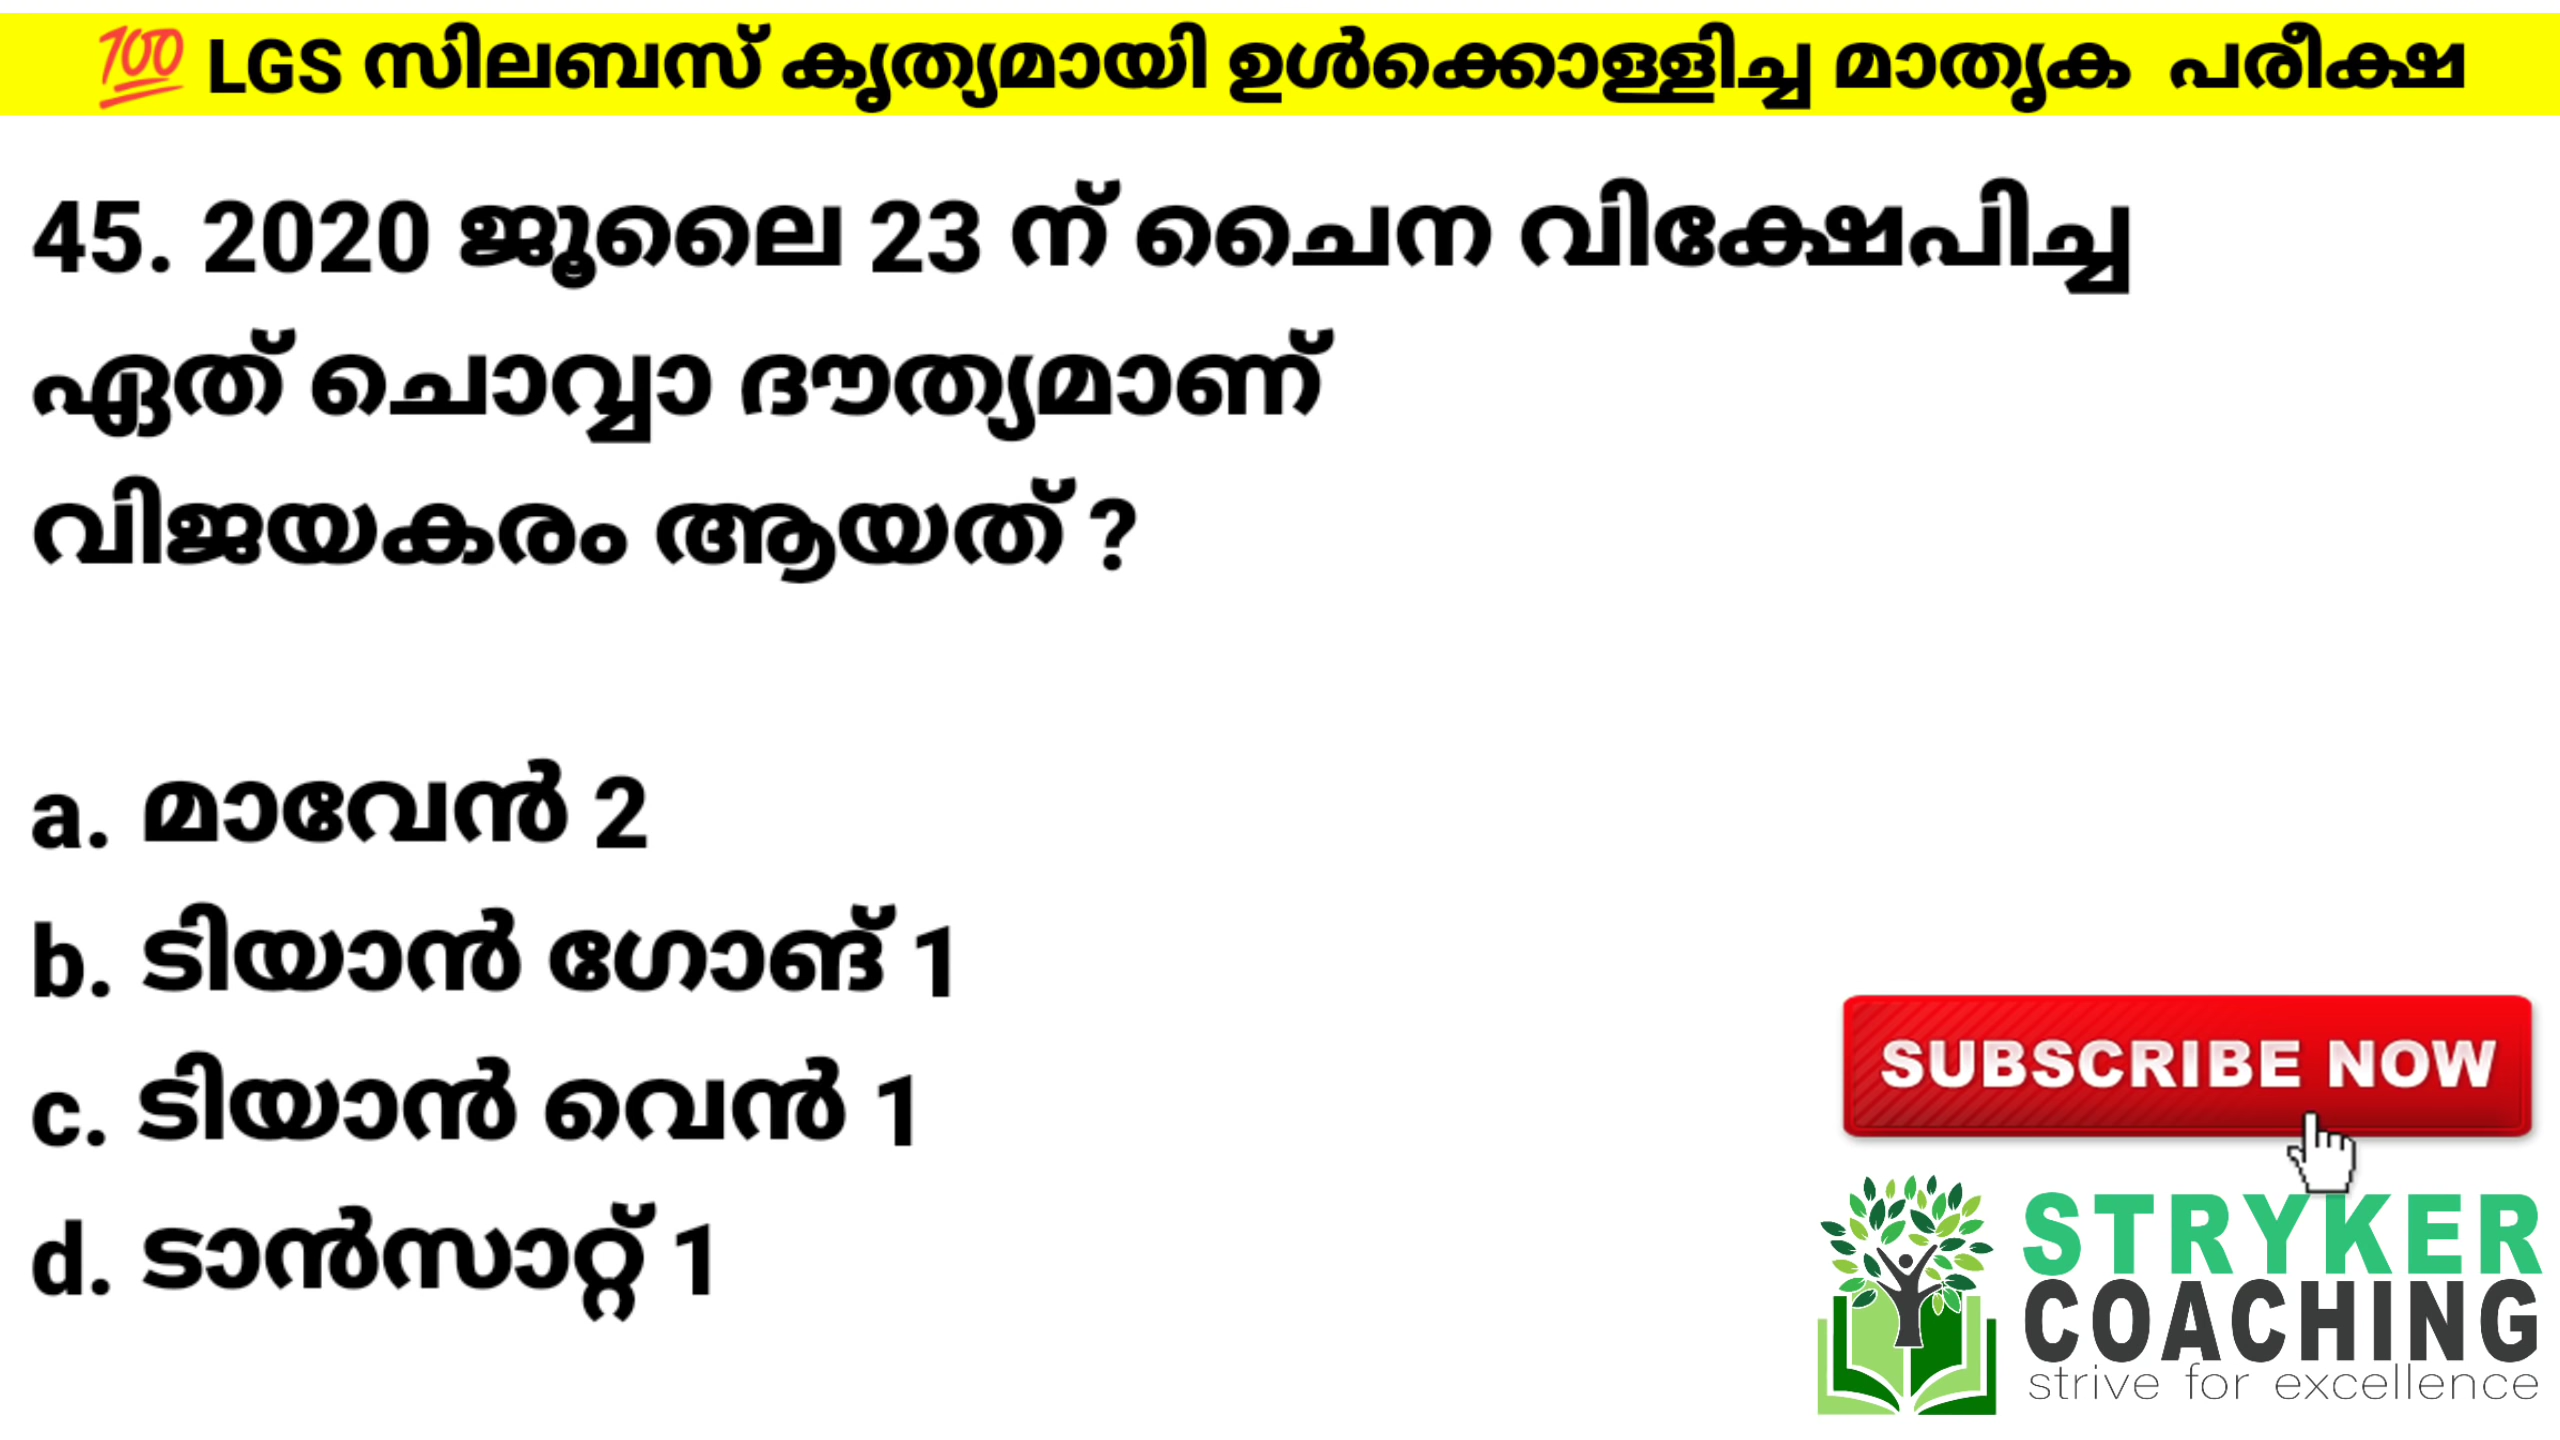 💯 LGS സിലബസ് കൃത്യമായി ഉൾക്കൊള്ളിച്ച മാതൃക പരീക്ഷ
45. 2020 ജൂലൈ 23 ന് ചൈന വിക്ഷേപിച്ച
ഏത് ചൊവ്വാ ദൗത്യമാണ്
വിജയകരം ആയത് ?
a. മാവേൻ 2
b. ടിയാൻ ഗോങ് 1
c. ടിയാൻ വെൻ 1
d. ടാൻസാറ്റ് 1
SUBSCRIBE NOW
STRYKER
COACHING
strive for excellence